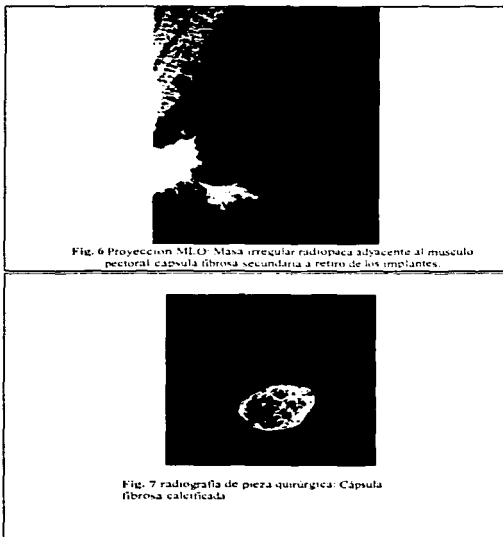 Fig. 6 Proyeccion MLO: Masa irregular radiopaca adyacente al musculo
pectoral capsula fibrosa secundaria a retiro de los implantes.
Fig. 7 radiografía de pieza quirúrgica: Cápsula
fibrosa calcificada